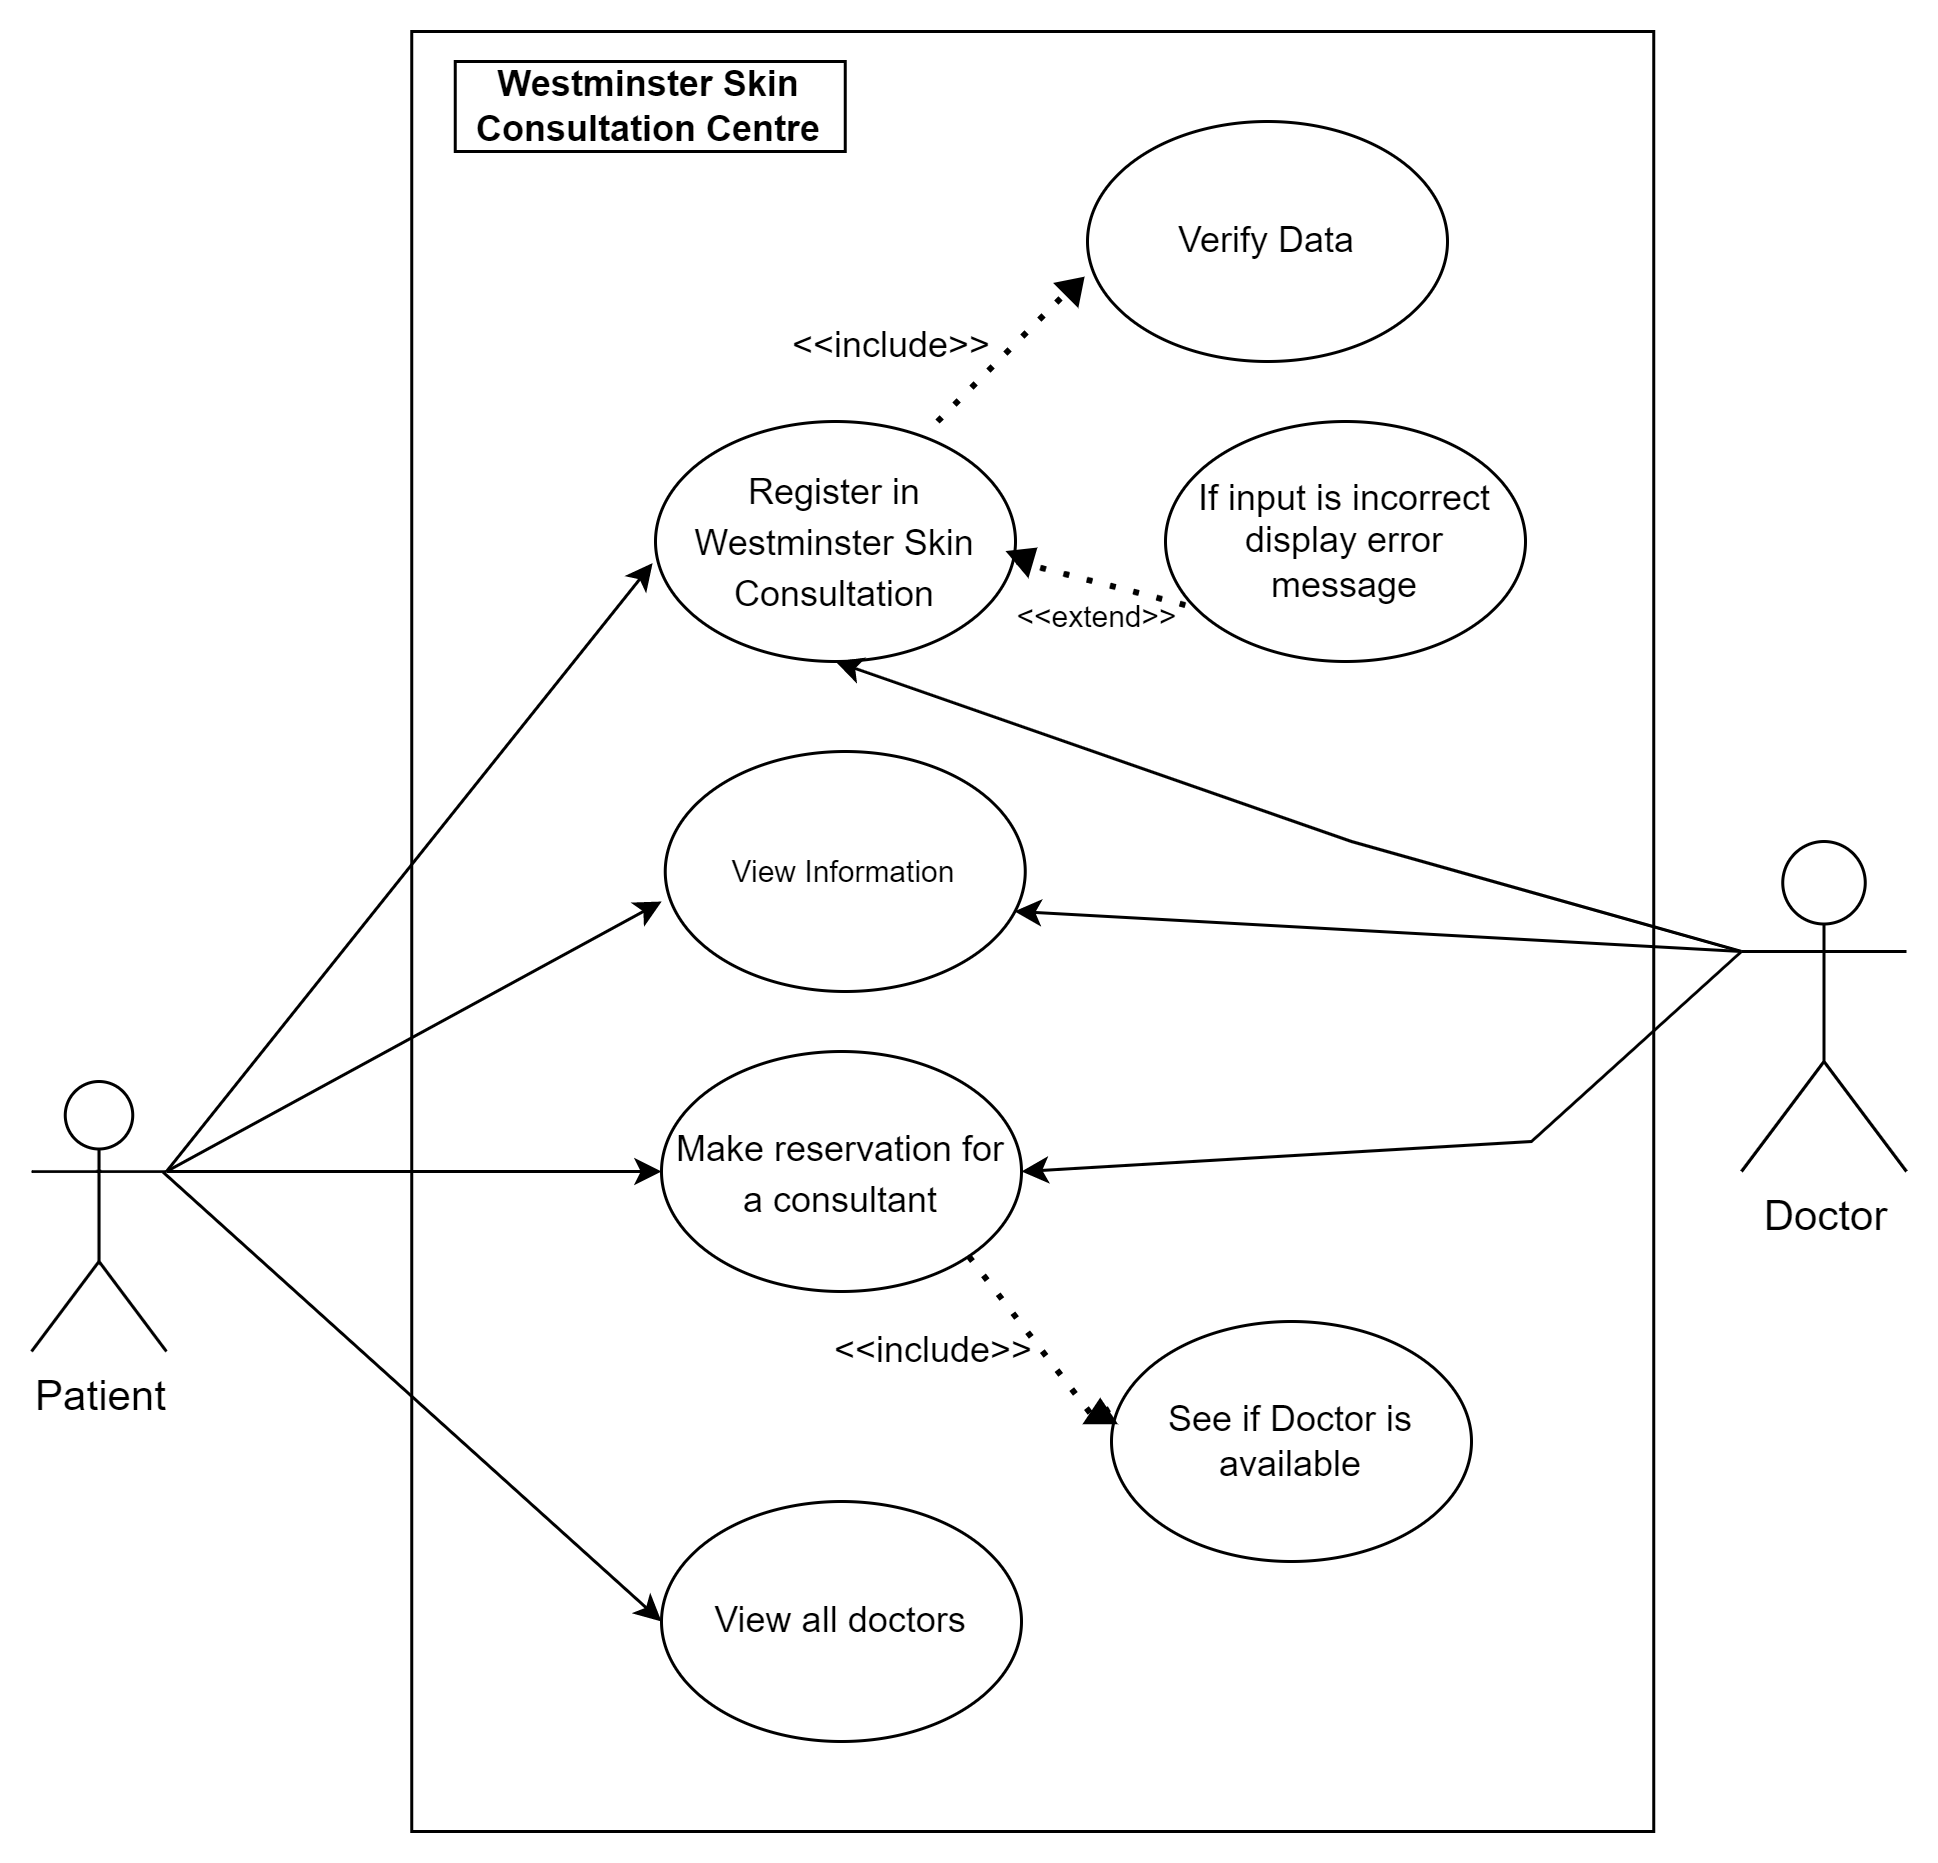 Westminster Skin
Consultation Centre
Verify Data
<<include>>
Register in
Westminster Skin
Consultation
If input is incorrect
display error
message
<<extend>>
View Information
Make reservation for
a consultant
Doctor
<<include>>
Patient
See if Doctor is
available
View all doctors